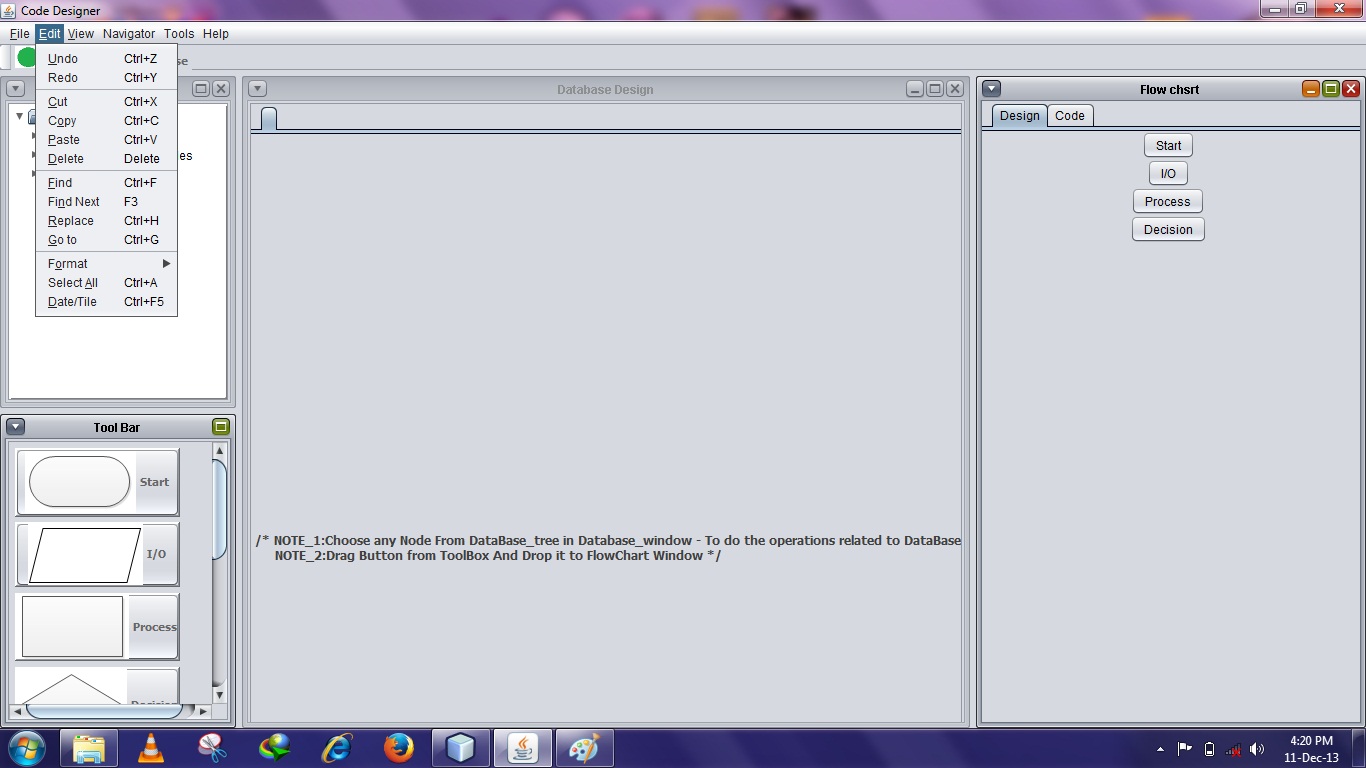 Code Designer
File Edit View Navigator Tools Help
Undo Ctrl+Z
Redo Ctrl+Y
Cut Ctrl+X
Copy Ctrl+C
Paste Ctrl+V
Delete Delete
Find Ctrl+F
Find Next F3
Replace Ctrl+H
Go to Ctrl+G
Format
Select All Ctrl+A
Date/Tile Ctrl+F5
Tool Bar
Start
I/O
Process
Database Design
/* NOTE_1:Choose any Node From DataBase_tree in Database_window - To do the operations related to DataBase
NOTE_2:Drag Button from ToolBox And Drop it to FlowChart Window */
Flow chsrt
Design Code
Start
I/O
Process
Decision
4:20 PM
11-Dec-13